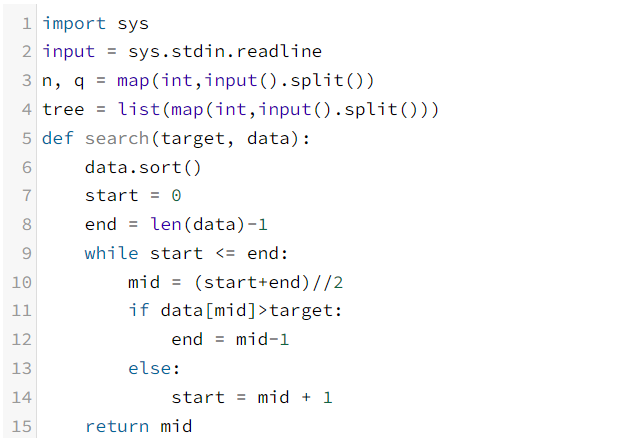 1 import sys
2 input = sys.stdin.readline
3 n, q = map(int,input().split())
4 tree = list(map(int,input().split()))
5 def search(target, data):
6     data.sort()
7     start = 0
8     end = len(data)-1
9     while start <= end:
10         mid = (start+end)//2
11         if data[mid]>target:
12             end = mid-1
13         else:
14             start = mid + 1
15     return mid